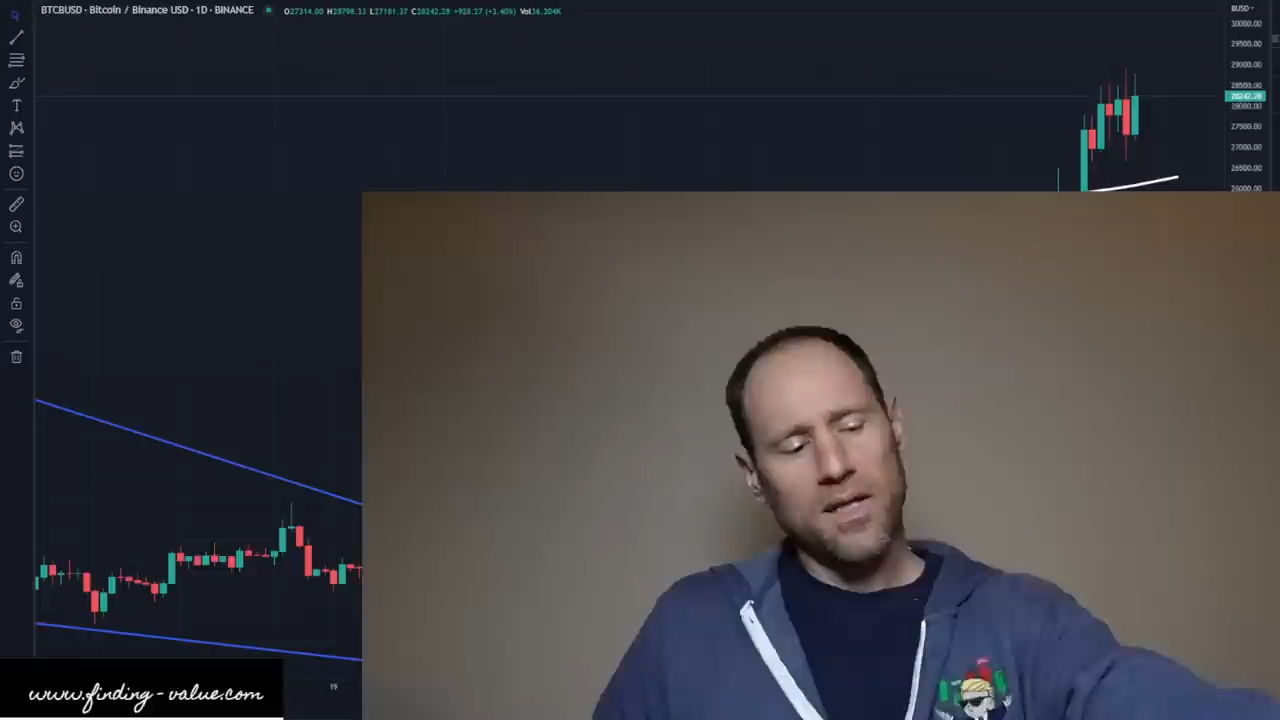 BTCBUSD · Bitcoin / Binance USD · 1D · BINANCE
O27314.00 H28798.33 L27181.37 C28242.28 +928.27 (+3.40%) Vol36.304K
BUSD
30000.00
29500.00
29000.00
28500.00
28242.28
28000.00
27500.00
27000.00
26500.00
26000.00
19
www.finding-value.com